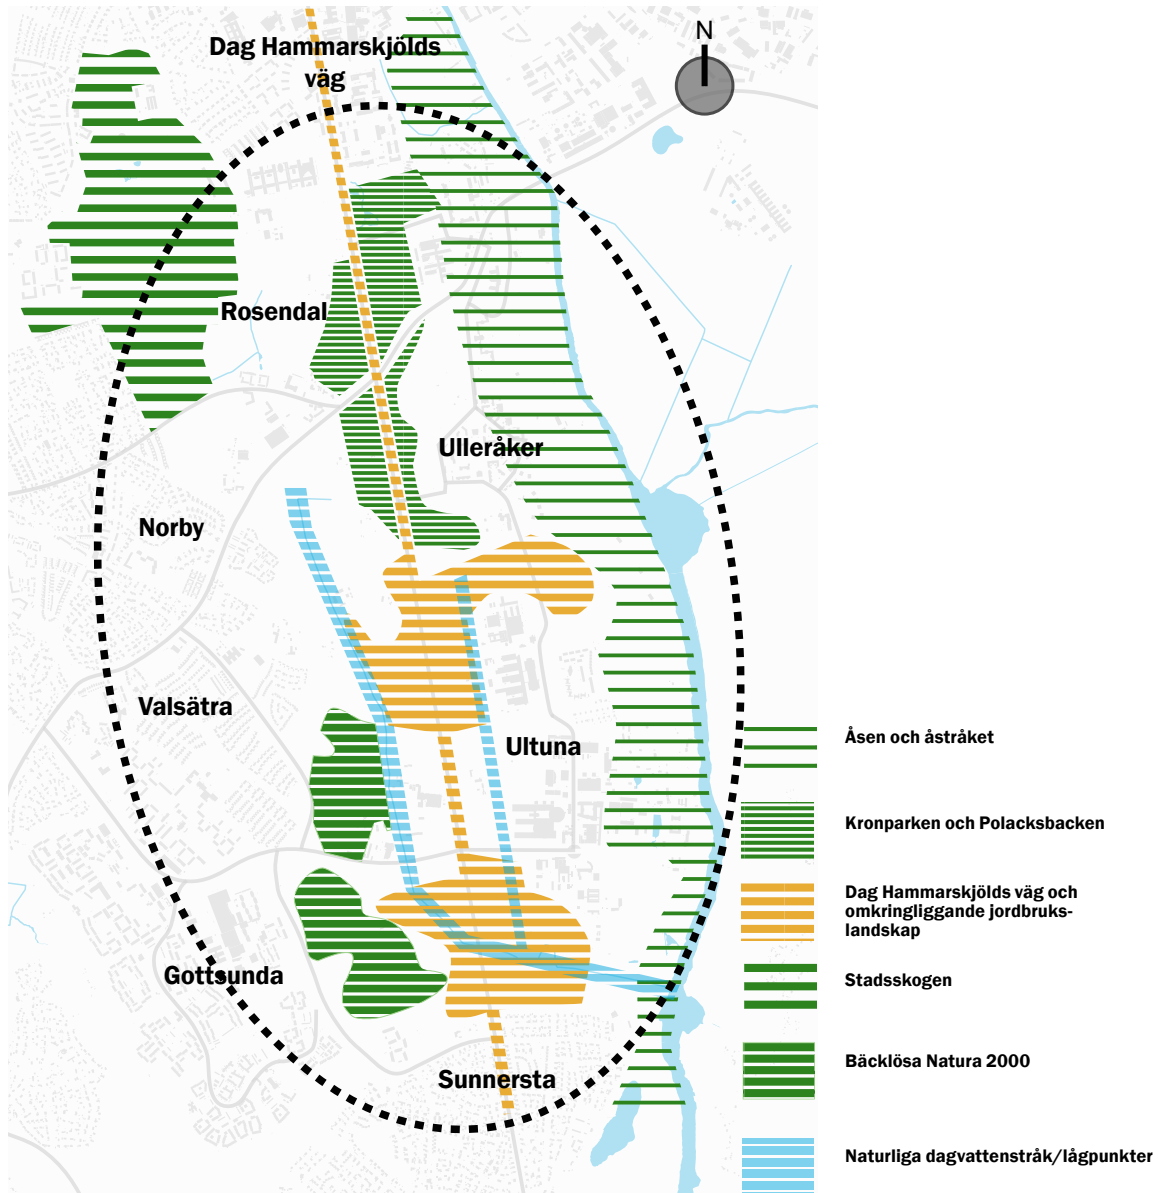 N
Dag Hammarskjölds
väg
Rosendal
Ulleråker
Norby
Valsätra
Ultuna
Gottsunda
Sunnersta
Åsen och åstråket
Kronparken och Polacksbacken
Dag Hammarskjölds väg och
omkringliggande jordbruks-
landskap
Stadsskogen
Bäcklösa Natura 2000
Naturliga dagvattenstråk/lågpunkter